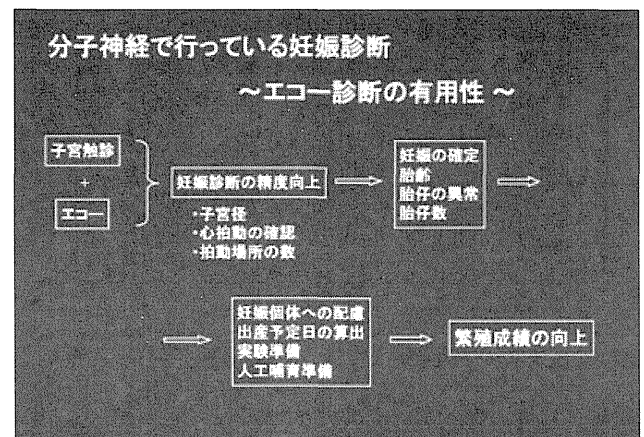 分子神経で行っている妊娠診断
～エコー診断の有用性～
子宮触診
+
エコー
妊娠診断の精度向上
・子宮径
・心拍動の確認
・拍動場所の数
妊娠の確定
胎齢
胎仔の異常
胎仔数
妊娠個体への配慮
出産予定日の算出
実験準備
人工哺育準備
繁殖成績の向上